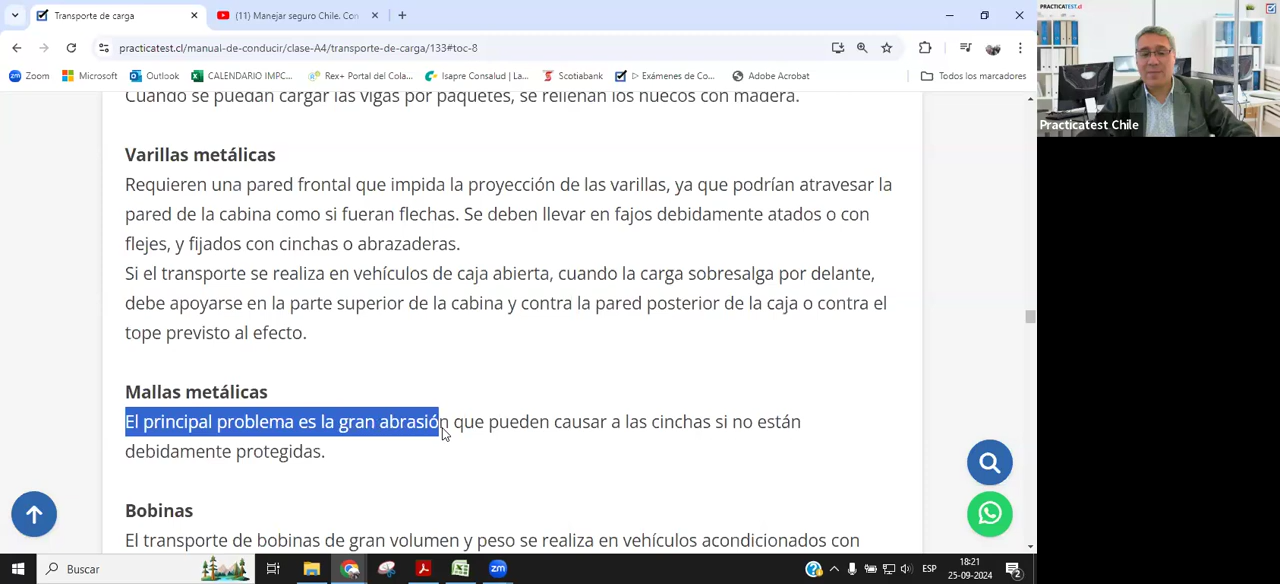 Transporte de carga
(11) Manejar seguro Chile. Con
practicatest.cl/manual-de-conducir/clase-A4/transporte-de-carga/133#toc-8
Zoom
Microsoft
Outlook
CALENDARIO IMPC...
Rex+ Portal del Cola...
Isapre Consalud | La...
Scotiabank
Exámenes de Co...
Adobe Acrobat
Todos los marcadores
PRACTICATEST.cl
Practicatest Chile
Cuando se puedan cargar las vigas por paquetes, se rellenan los huecos con madera.
Varillas metálicas
Requieren una pared frontal que impida la proyección de las varillas, ya que podrían atravesar la
pared de la cabina como si fueran flechas. Se deben llevar en fajos debidamente atados o con
flejes, y fijados con cinchas o abrazaderas.
Si el transporte se realiza en vehículos de caja abierta, cuando la carga sobresalga por delante,
debe apoyarse en la parte superior de la cabina y contra la pared posterior de la caja o contra el
tope previsto al efecto.
Mallas metálicas
El principal problema es la gran abrasión que pueden causar a las cinchas si no están
debidamente protegidas.
Bobinas
El transporte de bobinas de gran volumen y peso se realiza en vehículos acondicionados con
Buscar
zm
ESP
18:21
25-09-2024
2